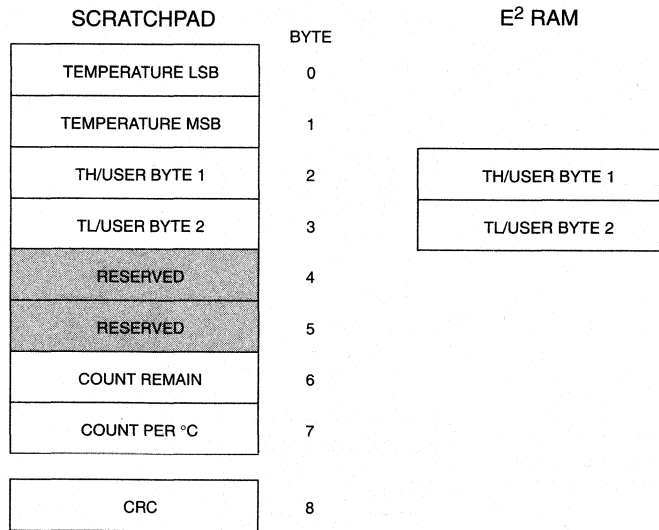 SCRATCHPAD
BYTE
E² RAM
TEMPERATURE LSB 0
TEMPERATURE MSB 1
TH/USER BYTE 1 2 TH/USER BYTE 1
TL/USER BYTE 2 3 TL/USER BYTE 2
RESERVED 4
RESERVED 5
COUNT REMAIN 6
COUNT PER °C 7
CRC 8